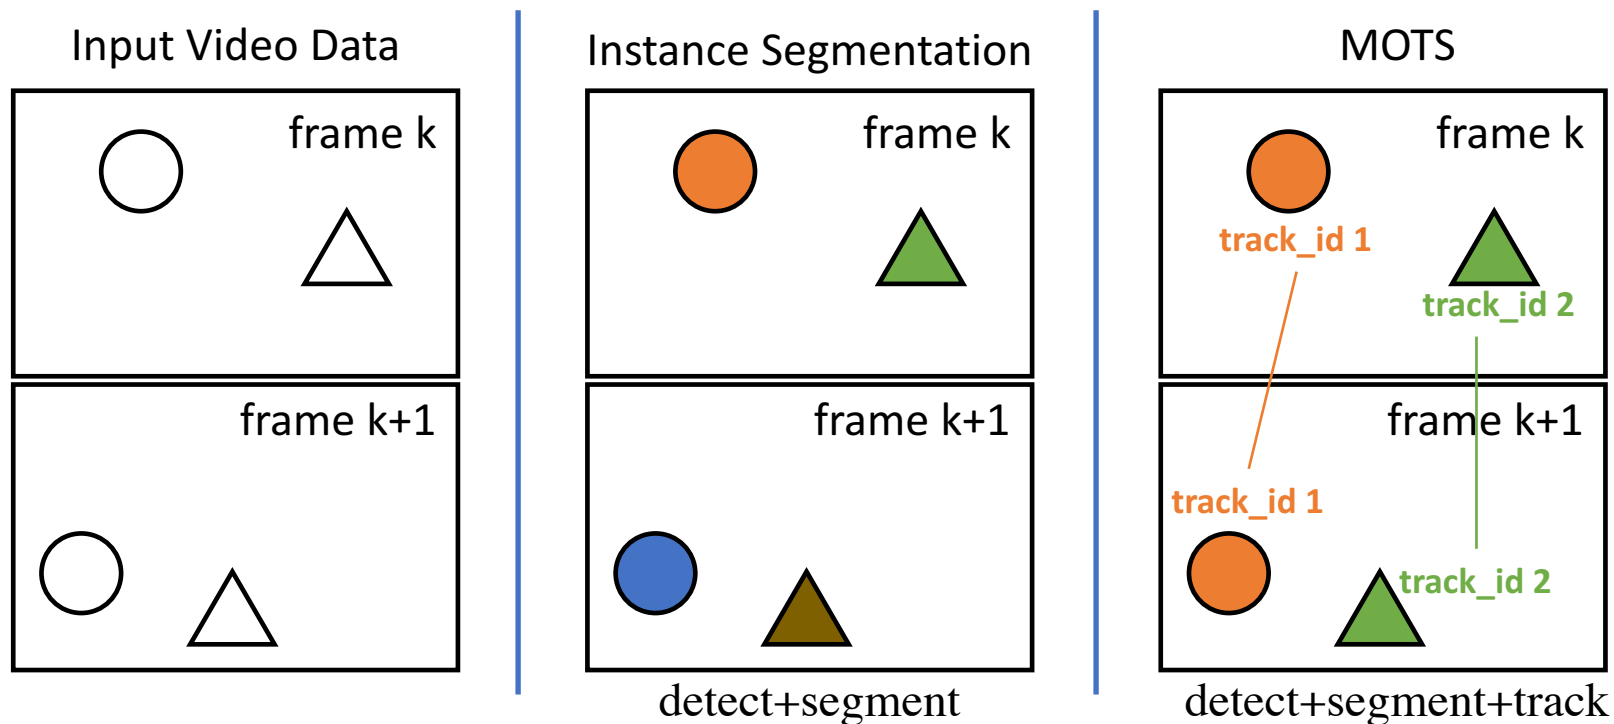 Input Video Data
frame k
frame k+1
Instance Segmentation
frame k
frame k+1
detect+segment
MOTS
frame k
track_id 1
track_id 2
frame k+1
track_id 1
track_id 2
detect+segment+track